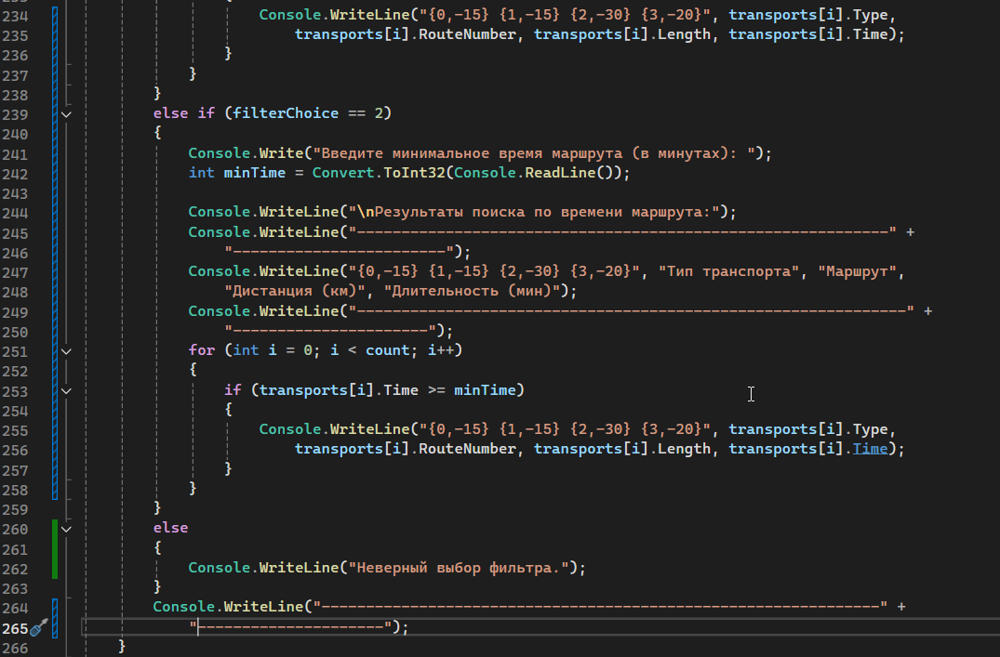 234 Console.WriteLine("{0,-15} {1,-15} {2,-30} {3,-20}", transports[i].Type,
235 transports[i].RouteNumber, transports[i].Length, transports[i].Time);
236 }
237 }
238 }
239 else if (filterChoice == 2)
240 {
241 Console.Write("Введите минимальное время маршрута (в минутах): ");
242 int minTime = Convert.ToInt32(Console.ReadLine());
243
244 Console.WriteLine("\nРезультаты поиска по времени маршрута:");
245 Console.WriteLine("------------------------------------------------------------" +
246 "------------------------");
247 Console.WriteLine("{0,-15} {1,-15} {2,-30} {3,-20}", "Тип транспорта", "Маршрут",
248 "Дистанция (км)", "Длительность (мин)");
249 Console.WriteLine("--------------------------------------------------------------" +
250 "----------------------");
251 for (int i = 0; i < count; i++)
252 {
253 if (transports[i].Time >= minTime)
254 {
255 Console.WriteLine("{0,-15} {1,-15} {2,-30} {3,-20}", transports[i].Type,
256 transports[i].RouteNumber, transports[i].Length, transports[i].Time);
257 }
258 }
259 }
260 else
261 {
262 Console.WriteLine("Неверный выбор фильтра.");
263 }
264 Console.WriteLine("---------------------------------------------------------------" +
265 "---------------------");
266 }